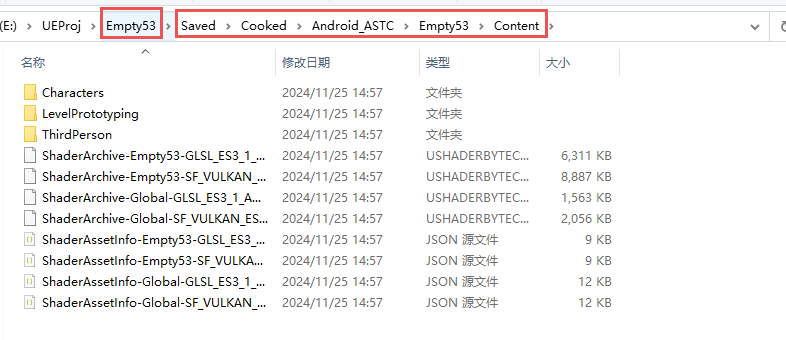 (E:) > UEProj > Empty53 > Saved > Cooked > Android_ASTC > Empty53 > Content >
名称 修改日期 类型 大小
Characters 2024/11/25 14:57 文件夹
LevelPrototyping 2024/11/25 14:57 文件夹
ThirdPerson 2024/11/25 14:57 文件夹
ShaderArchive-Empty53-GLSL_ES3_1_... 2024/11/25 14:57 USHADERBYTEC... 6,311 KB
ShaderArchive-Empty53-SF_VULKAN_... 2024/11/25 14:57 USHADERBYTEC... 8,887 KB
ShaderArchive-Global-GLSL_ES3_1_A... 2024/11/25 14:57 USHADERBYTEC... 1,563 KB
ShaderArchive-Global-SF_VULKAN_ES... 2024/11/25 14:57 USHADERBYTEC... 2,056 KB
ShaderAssetInfo-Empty53-GLSL_ES3_... 2024/11/25 14:57 JSON 源文件 9 KB
ShaderAssetInfo-Empty53-SF_VULKA... 2024/11/25 14:57 JSON 源文件 9 KB
ShaderAssetInfo-Global-GLSL_ES3_1_... 2024/11/25 14:57 JSON 源文件 12 KB
ShaderAssetInfo-Global-SF_VULKAN_... 2024/11/25 14:57 JSON 源文件 12 KB